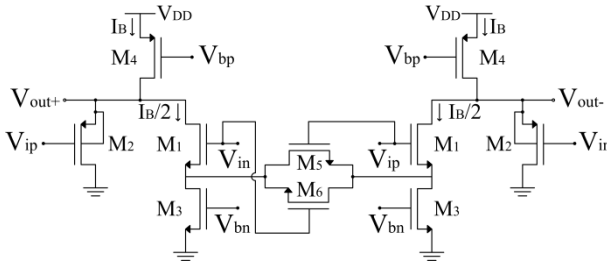 VDD VDD
IB↓ IB↓
M4 Vbp Vbp M4
Vout+ IB/2↓ ↓IB/2 Vout-
Vip M2 M1 Vin M5 Vip M1 M2 Vin
M6
M3 Vbn Vbn M3